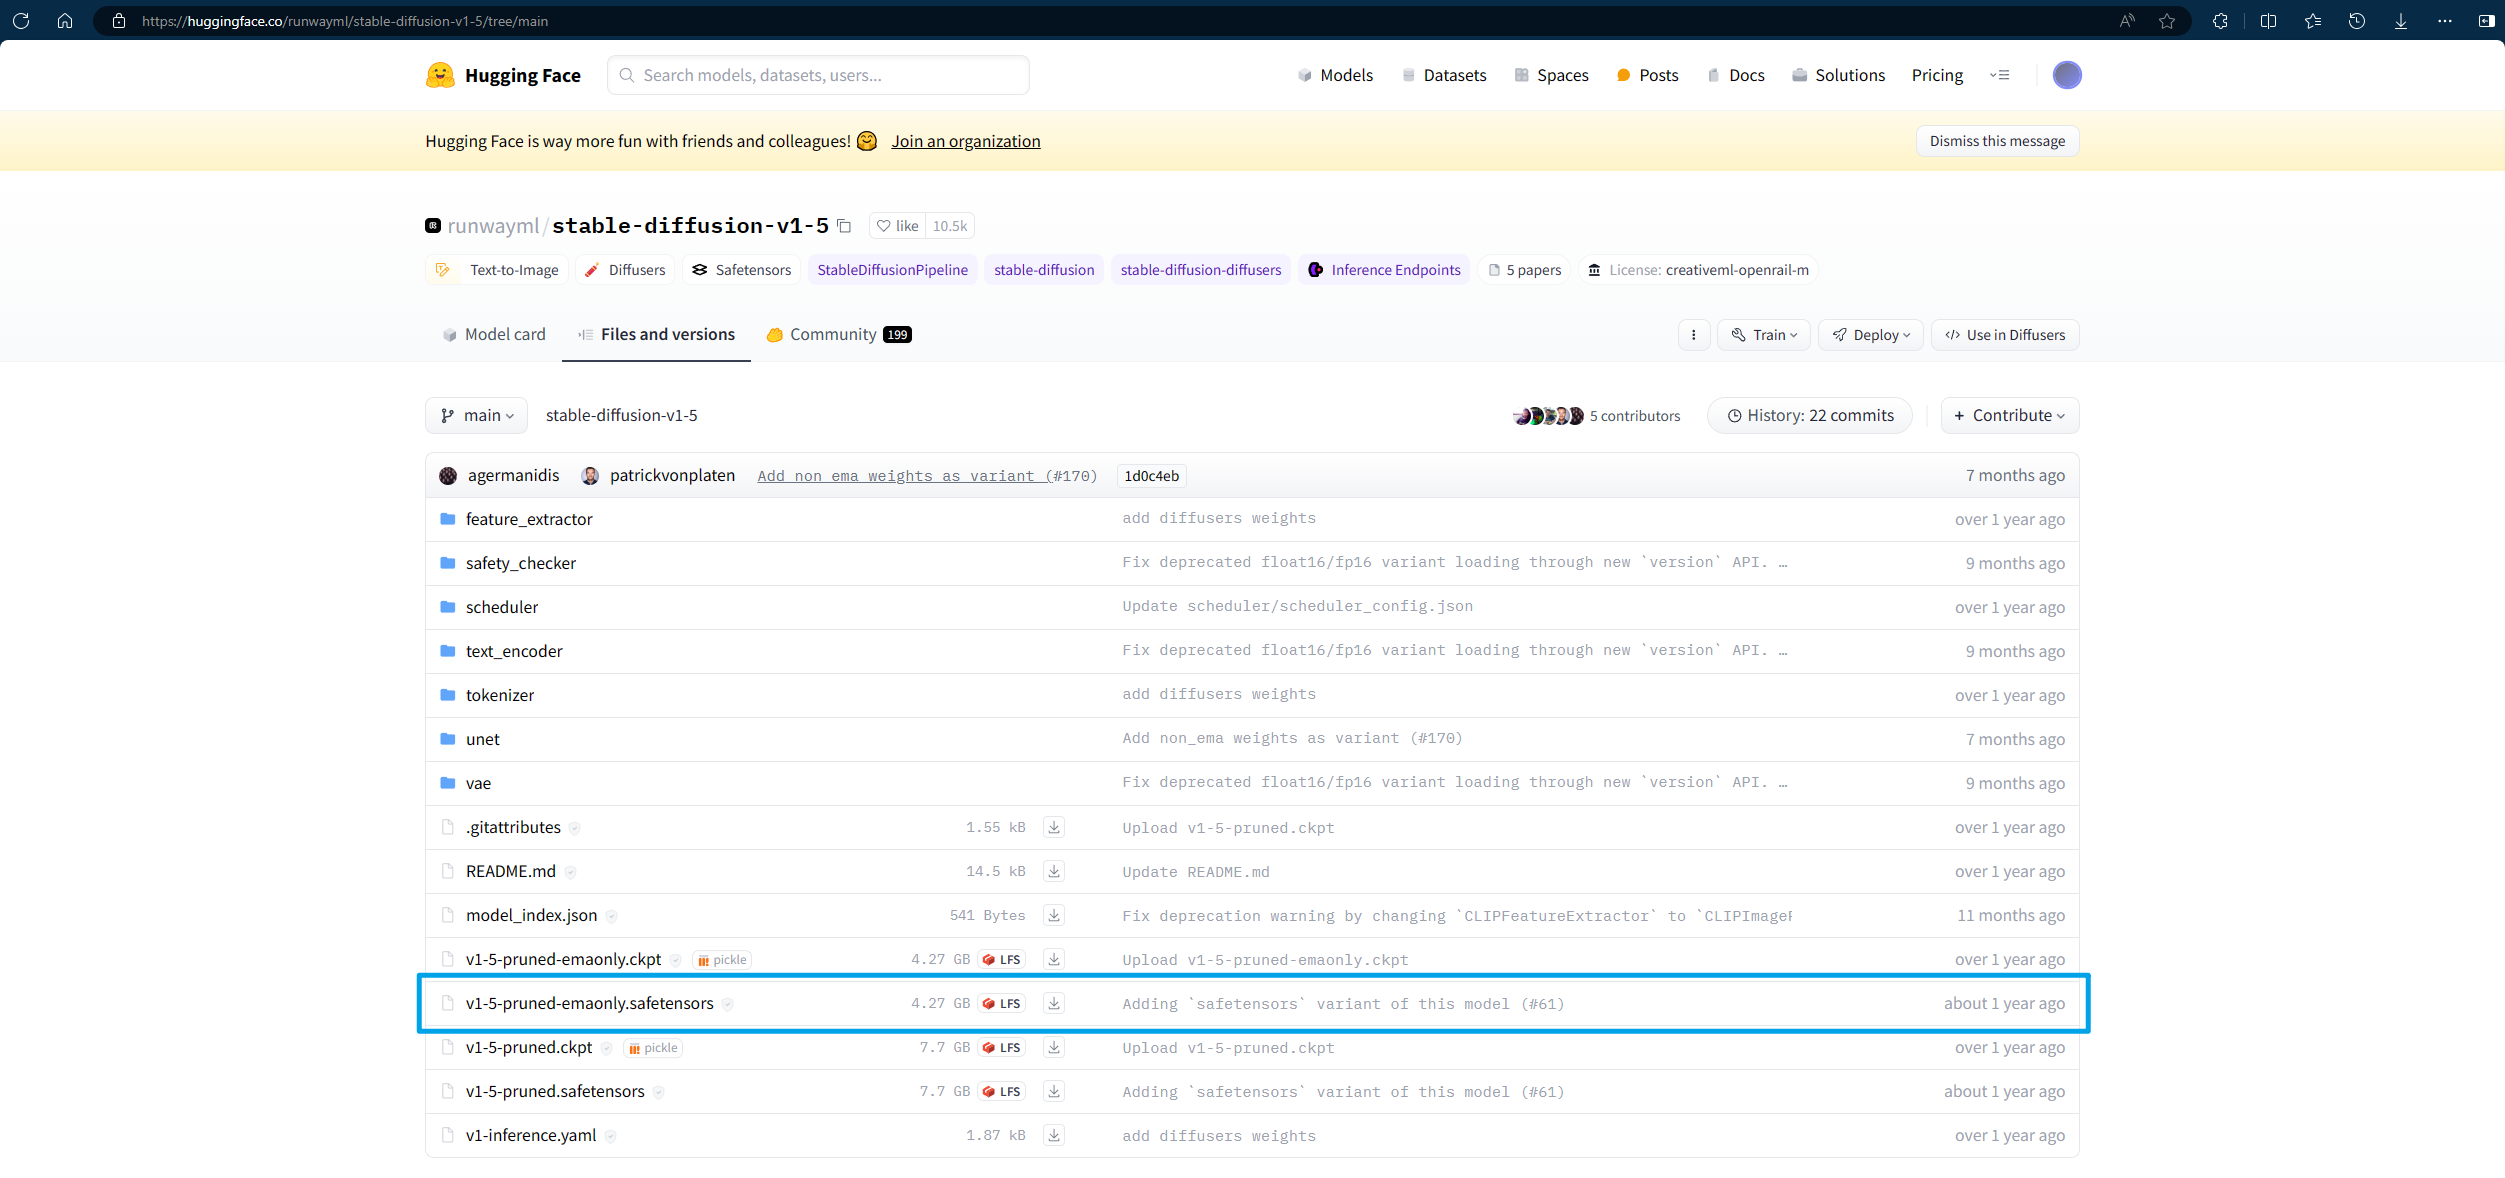 https://huggingface.co/runwayml/stable-diffusion-v1-5/tree/main
Hugging Face Search models, datasets, users... Models Datasets Spaces Posts Docs Solutions Pricing
Hugging Face is way more fun with friends and colleagues! 🤗 Join an organization Dismiss this message
runwayml/stable-diffusion-v1-5 like 10.5k
Text-to-Image Diffusers Safetensors StableDiffusionPipeline stable-diffusion stable-diffusion-diffusers Inference Endpoints 5 papers License: creativeml-openrail-m
Model card Files and versions Community 199 Train Deploy </> Use in Diffusers
main stable-diffusion-v1-5 5 contributors History: 22 commits + Contribute
agermanidis patrickvonplaten Add non_ema weights as variant (#170) 1d0c4eb 7 months ago
feature_extractor add diffusers weights over 1 year ago
safety_checker Fix deprecated float16/fp16 variant loading through new `version` API. … 9 months ago
scheduler Update scheduler/scheduler_config.json over 1 year ago
text_encoder Fix deprecated float16/fp16 variant loading through new `version` API. … 9 months ago
tokenizer add diffusers weights over 1 year ago
unet Add non_ema weights as variant (#170) 7 months ago
vae Fix deprecated float16/fp16 variant loading through new `version` API. … 9 months ago
.gitattributes 1.55 kB Upload v1-5-pruned.ckpt over 1 year ago
README.md 14.5 kB Update README.md over 1 year ago
model_index.json 541 Bytes Fix deprecation warning by changing `CLIPFeatureExtractor` to `CLIPImageP 11 months ago
v1-5-pruned-emaonly.ckpt pickle 4.27 GB LFS Upload v1-5-pruned-emaonly.ckpt over 1 year ago
v1-5-pruned-emaonly.safetensors 4.27 GB LFS Adding `safetensors` variant of this model (#61) about 1 year ago
v1-5-pruned.ckpt pickle 7.7 GB LFS Upload v1-5-pruned.ckpt over 1 year ago
v1-5-pruned.safetensors 7.7 GB LFS Adding `safetensors` variant of this model (#61) about 1 year ago
v1-inference.yaml 1.87 kB add diffusers weights over 1 year ago